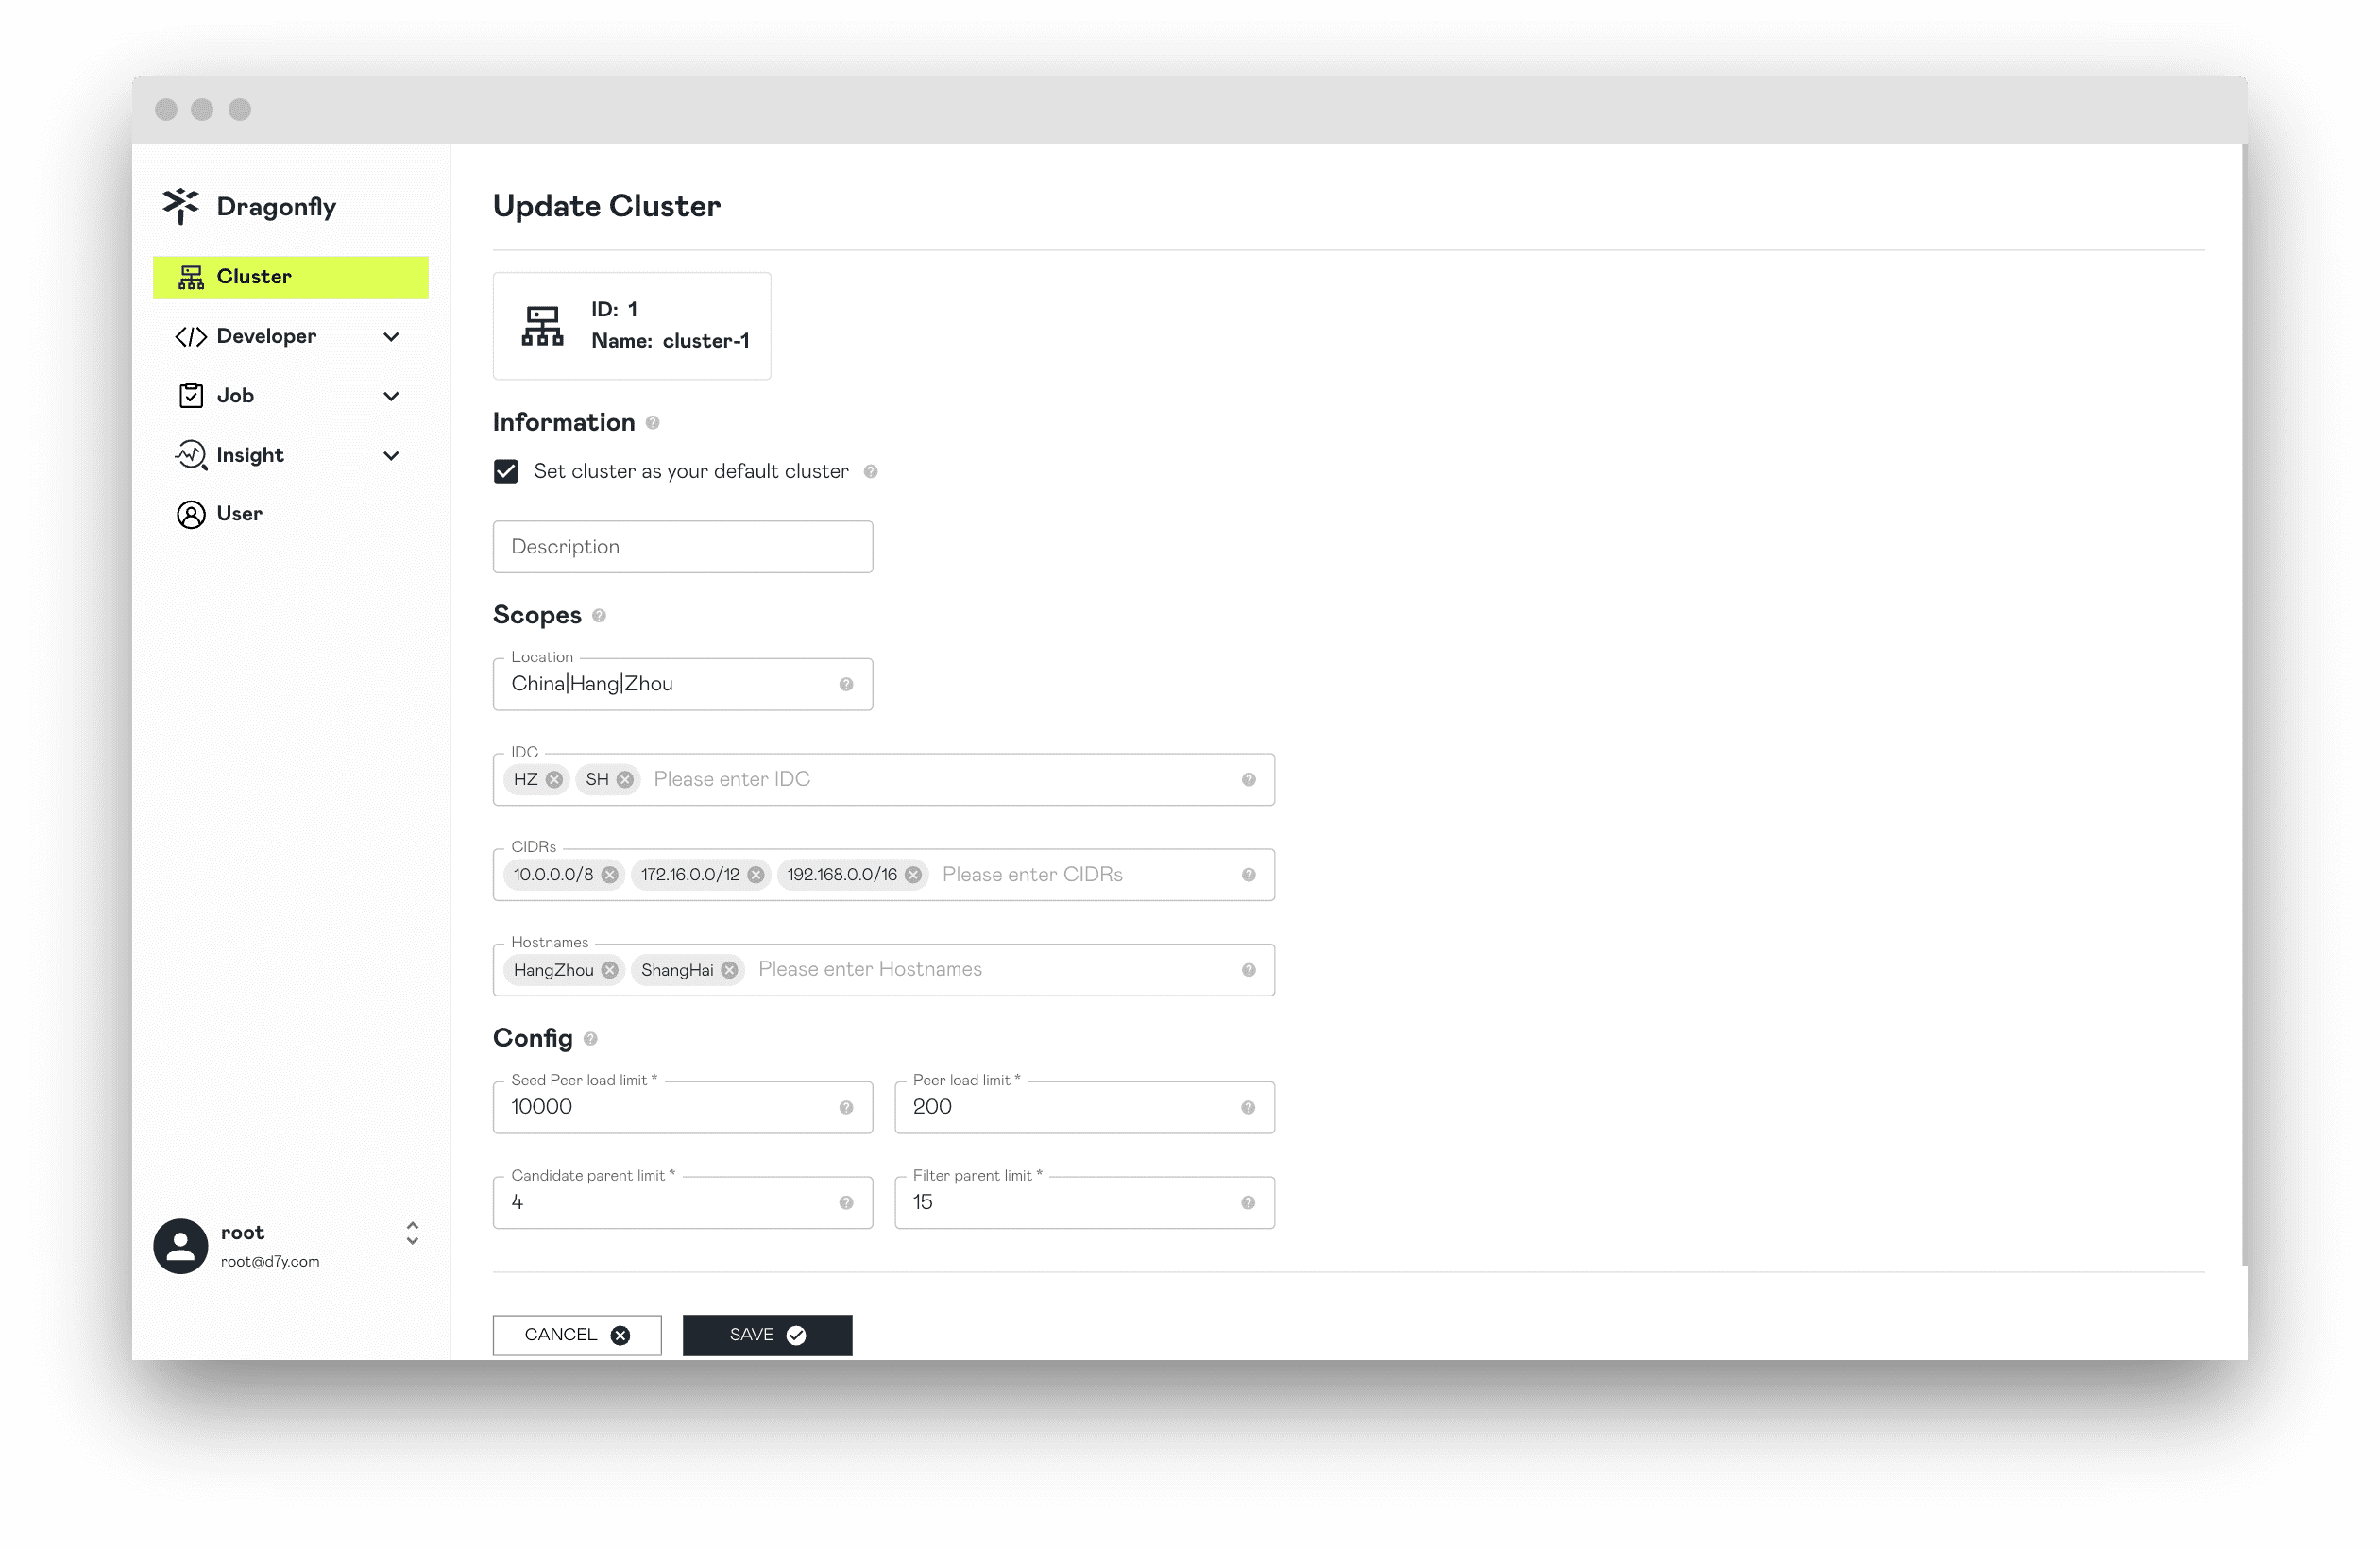 Dragonfly
Cluster
Developer
Job
Insight
User
root
root@d7y.com
Update Cluster
ID: 1
Name: cluster-1
Information
Set cluster as your default cluster
Description
Scopes
Location
China|Hang|Zhou
IDC
HZ SH Please enter IDC
CIDRs
10.0.0.0/8 172.16.0.0/12 192.168.0.0/16 Please enter CIDRs
Hostnames
HangZhou ShangHai Please enter Hostnames
Config
Seed Peer load limit * Peer load limit *
10000 200
Candidate parent limit * Filter parent limit *
4 15
CANCEL SAVE